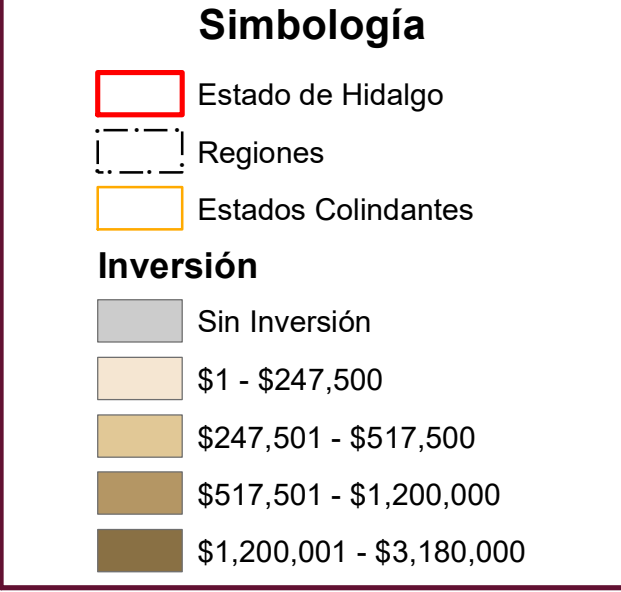 Simbología
Estado de Hidalgo
Regiones
Estados Colindantes
Inversión
Sin Inversión
$1 - $247,500
$247,501 - $517,500
$517,501 - $1,200,000
$1,200,001 - $3,180,000